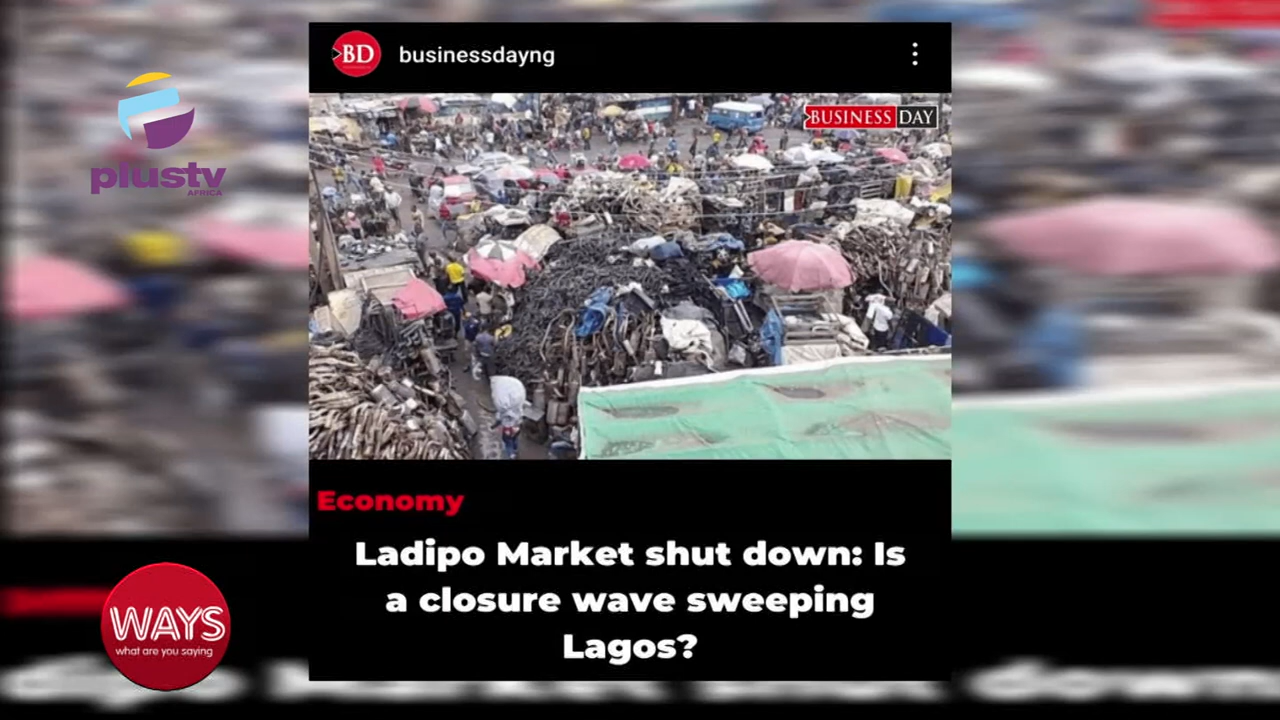 BD
businessdayng
BUSINESS DAY
plustv
AFRICA
Economy
Ladipo Market shut down: Is
a closure wave sweeping
Lagos?
WAYS
what are you saying